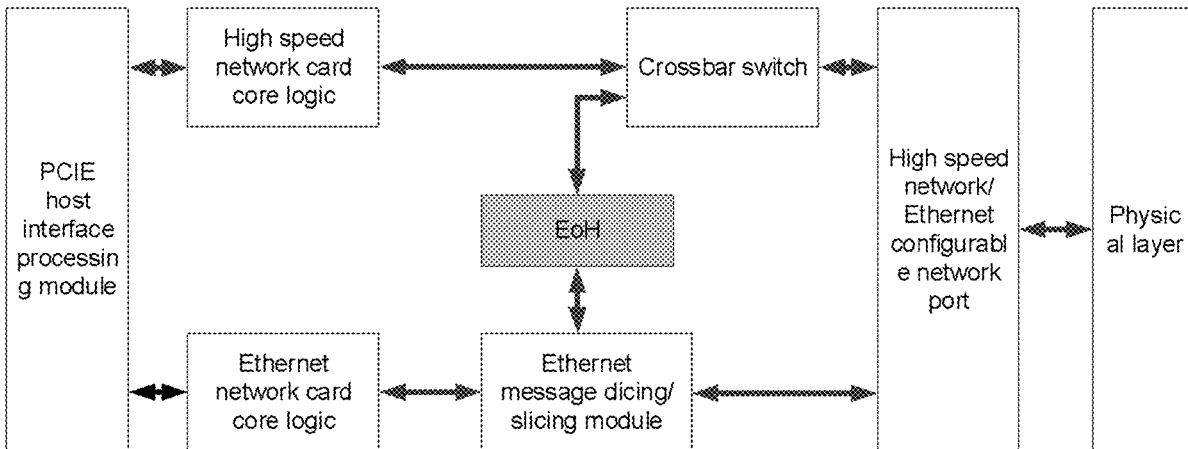 PCIE
host
interface
processin
g module
High speed
network card
core logic
Crossbar switch
EoH
Ethernet
network card
core logic
Ethernet
message dicing/
slicing module
High speed
network/
Ethernet
configurabl
e network
port
Physic
al layer